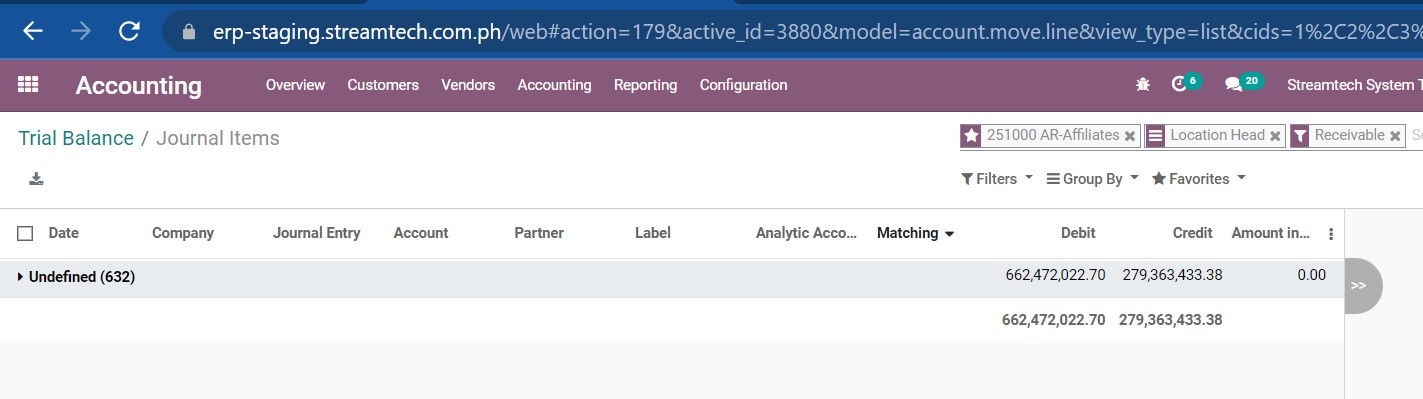 erp-staging.streamtech.com.ph/web#action=179&active_id=3880&model=account.move.line&view_type=list&cids=1%2C2%2C3%
Accounting Overview Customers Vendors Accounting Reporting Configuration 6 20 Streamtech System T
Trial Balance / Journal Items 251000 AR-Affiliates × Location Head × Receivable × S
Filters Group By Favorites
Date Company Journal Entry Account Partner Label Analytic Acco... Matching Debit Credit Amount in...
Undefined (632) 662,472,022.70 279,363,433.38 0.00
>>
662,472,022.70 279,363,433.38